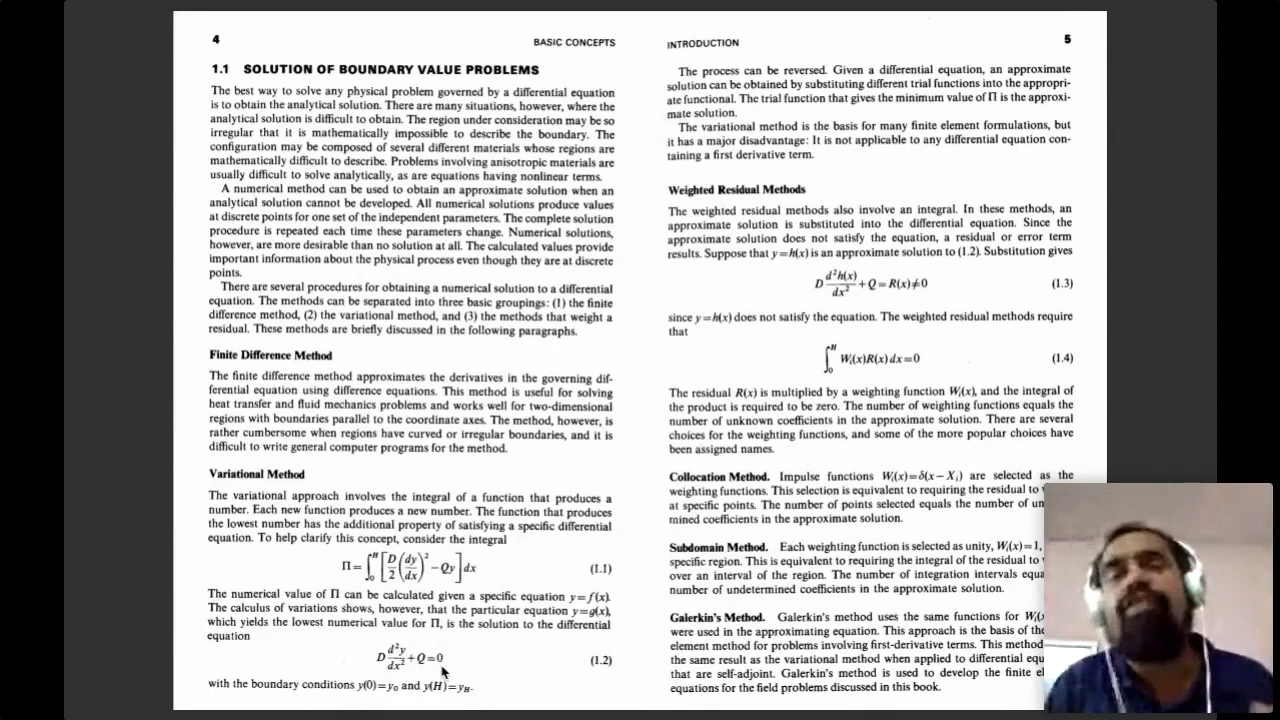 4
BASIC CONCEPTS
1.1 SOLUTION OF BOUNDARY VALUE PROBLEMS
The best way to solve any physical problem governed by a differential equation
is to obtain the analytical solution. There are many situations, however, where the
analytical solution is difficult to obtain. The region under consideration may be so
irregular that it is mathematically impossible to describe the boundary. The
configuration may be composed of several different materials whose regions are
mathematically difficult to describe. Problems involving anisotropic materials are
usually difficult to solve analytically, as are equations having nonlinear terms.
A numerical method can be used to obtain an approximate solution when an
analytical solution cannot be developed. All numerical solutions produce values
at discrete points for one set of the independent parameters. The complete solution
procedure is repeated each time these parameters change. Numerical solutions,
however, are more desirable than no solution at all. The calculated values provide
important information about the physical process even though they are at discrete
points.
There are several procedures for obtaining a numerical solution to a differential
equation. The methods can be separated into three basic groupings: (1) the finite
difference method, (2) the variational method, and (3) the methods that weight a
residual. These methods are briefly discussed in the following paragraphs.
Finite Difference Method
The finite difference method approximates the derivatives in the governing dif-
ferential equation using difference equations. This method is useful for solving
heat transfer and fluid mechanics problems and works well for two-dimensional
regions with boundaries parallel to the coordinate axes. The method, however, is
rather cumbersome when regions have curved or irregular boundaries, and it is
difficult to write general computer programs for the method.
Variational Method
The variational approach involves the integral of a function that produces a
number. Each new function produces a new number. The function that produces
the lowest number has the additional property of satisfying a specific differential
equation. To help clarify this concept, consider the integral
Π=∫₀ᴴ [D/2 (dy/dx)² −Qy] dx (1.1)
The numerical value of Π can be calculated given a specific equation y=f(x).
The calculus of variations shows, however, that the particular equation y=g(x),
which yields the lowest numerical value for Π, is the solution to the differential
equation
D d²y/dx² +Q=0 (1.2)
with the boundary conditions y(0)=y₀ and y(H)=y_H.
INTRODUCTION
5
The process can be reversed. Given a differential equation, an approximate
solution can be obtained by substituting different trial functions into the appropri-
ate functional. The trial function that gives the minimum value of Π is the approxi-
mate solution.
The variational method is the basis for many finite element formulations, but
it has a major disadvantage: It is not applicable to any differential equation con-
taining a first derivative term.
Weighted Residual Methods
The weighted residual methods also involve an integral. In these methods, an
approximate solution is substituted into the differential equation. Since the
approximate solution does not satisfy the equation, a residual or error term
results. Suppose that y=h(x) is an approximate solution to (1.2). Substitution gives
D d²h(x)/dx² +Q=R(x)≠0 (1.3)
since y=h(x) does not satisfy the equation. The weighted residual methods require
that
∫₀ᴴ Wᵢ(x)R(x) dx=0 (1.4)
The residual R(x) is multiplied by a weighting function Wᵢ(x), and the integral of
the product is required to be zero. The number of weighting functions equals the
number of unknown coefficients in the approximate solution. There are several
choices for the weighting functions, and some of the more popular choices have
been assigned names.
Collocation Method. Impulse functions Wᵢ(x)=δ(x−Xᵢ) are selected as the
weighting functions. This selection is equivalent to requiring the residual to
at specific points. The number of points selected equals the number of un
mined coefficients in the approximate solution.
Subdomain Method. Each weighting function is selected as unity, Wᵢ(x)=1,
specific region. This is equivalent to requiring the integral of the residual to
over an interval of the region. The number of integration intervals equa
number of undetermined coefficients in the approximate solution.
Galerkin's Method. Galerkin's method uses the same functions for Wᵢ(x
were used in the approximating equation. This approach is the basis of the
element method for problems involving first-derivative terms. This method
the same result as the variational method when applied to differential equ
that are self-adjoint. Galerkin's method is used to develop the finite el
equations for the field problems discussed in this book.